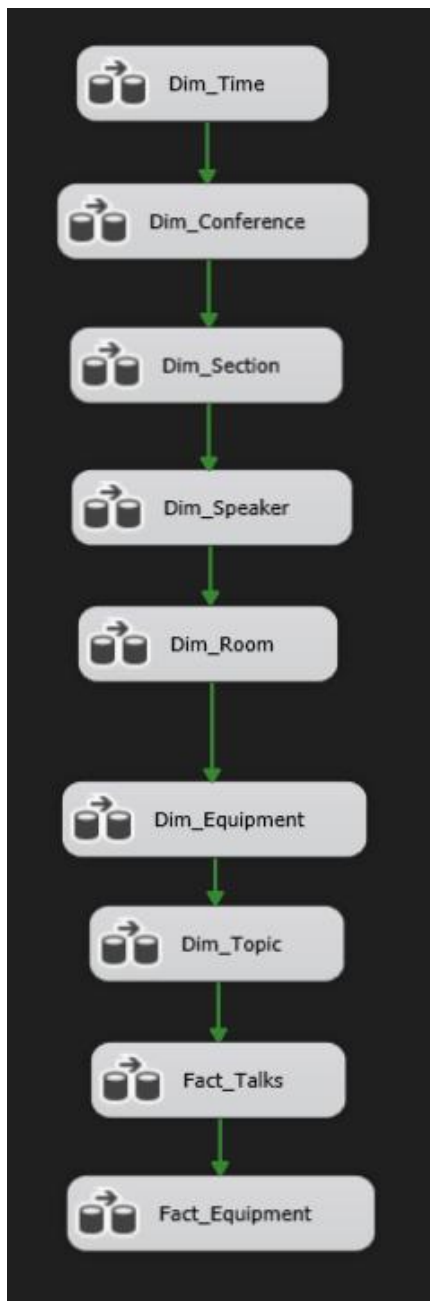 Dim_Time
Dim_Conference
Dim_Section
Dim_Speaker
Dim_Room
Dim_Equipment
Dim_Topic
Fact_Talks
Fact_Equipment